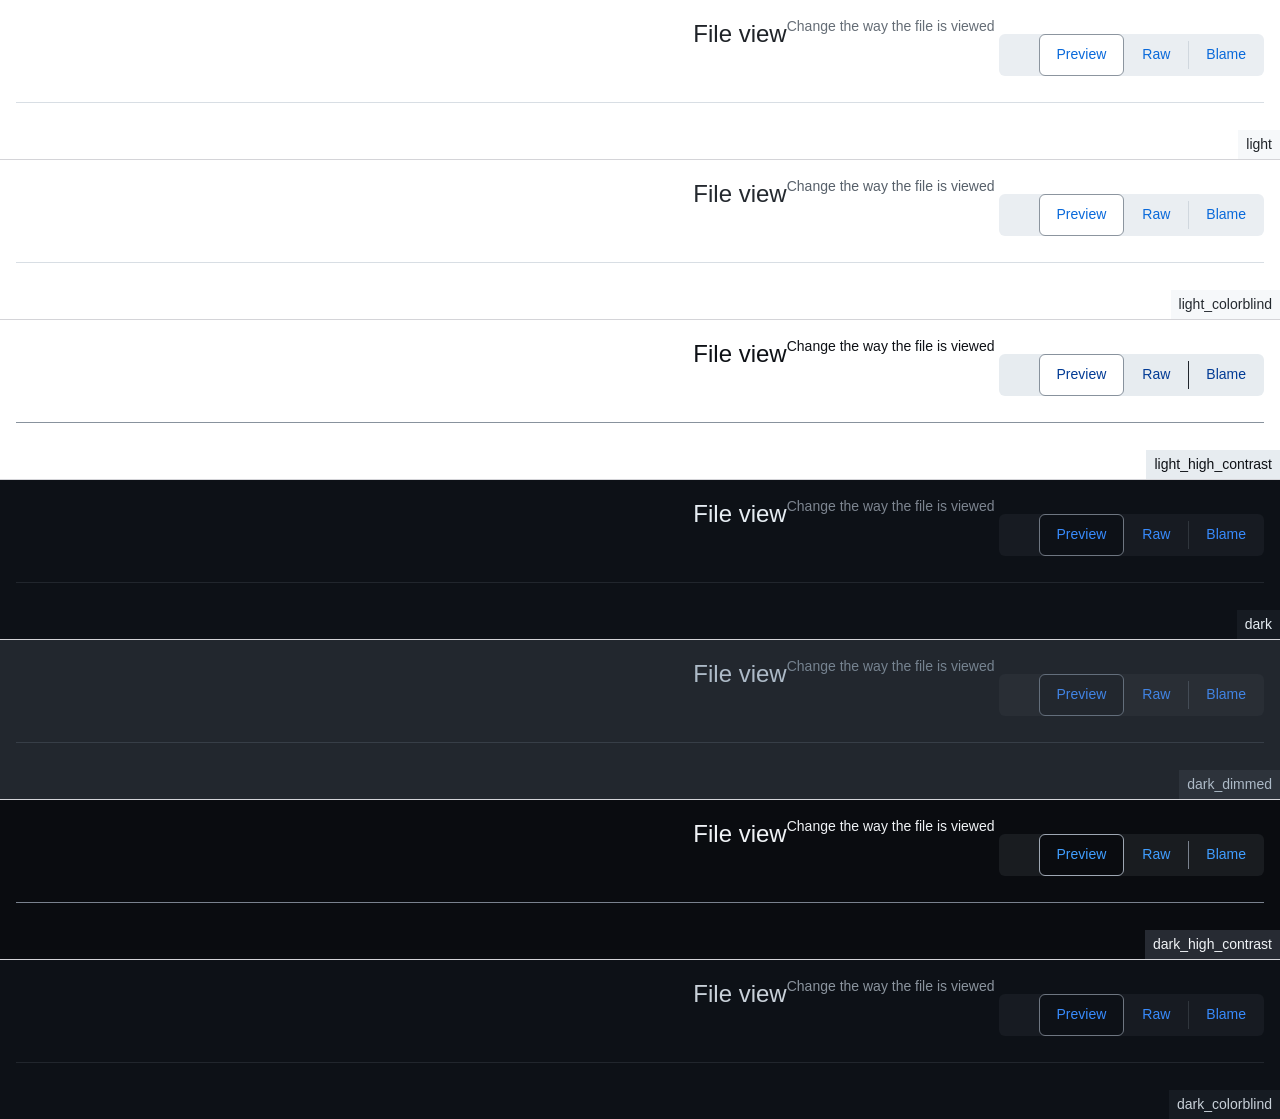 File view Change the way the file is viewed
Preview Raw Blame
light
File view Change the way the file is viewed
Preview Raw Blame
light_colorblind
File view Change the way the file is viewed
Preview Raw Blame
light_high_contrast
File view Change the way the file is viewed
Preview Raw Blame
dark
File view Change the way the file is viewed
Preview Raw Blame
dark_dimmed
File view Change the way the file is viewed
Preview Raw Blame
dark_high_contrast
File view Change the way the file is viewed
Preview Raw Blame
dark_colorblind